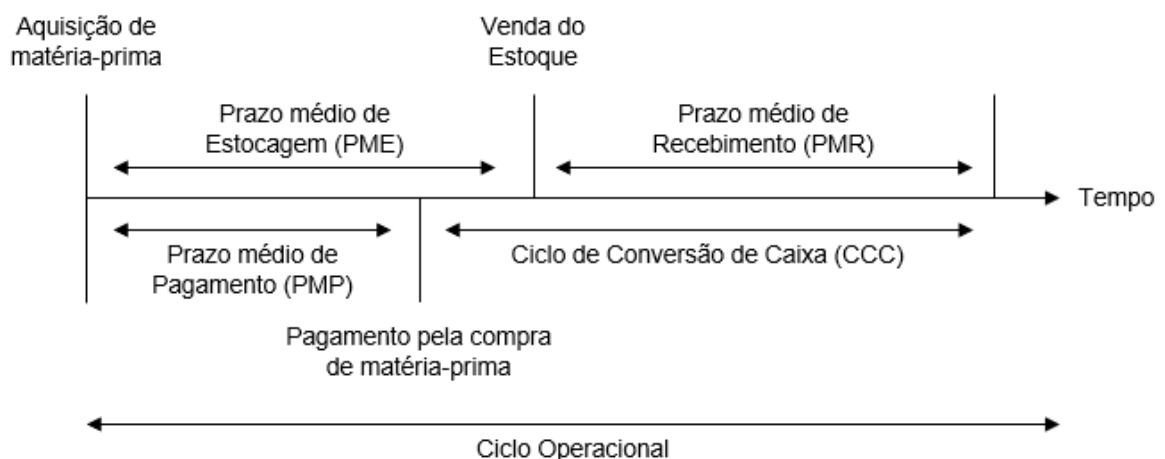 Aquisição de
matéria-prima
Venda do
Estoque
Prazo médio de
Estocagem (PME)
Prazo médio de
Recebimento (PMR)
Tempo
Prazo médio de
Pagamento (PMP)
Ciclo de Conversão de Caixa (CCC)
Pagamento pela compra
de matéria-prima
Ciclo Operacional